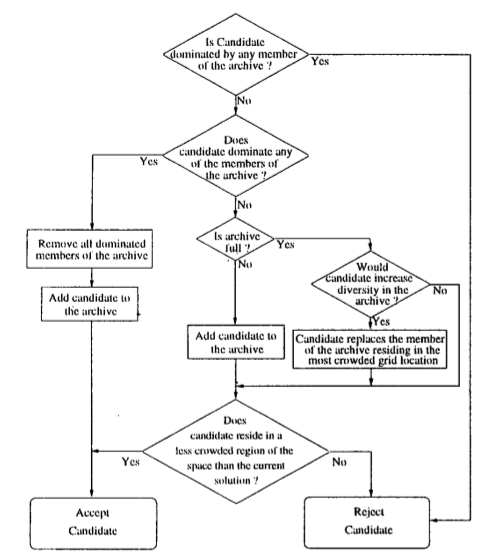 Is Candidate
dominated by any member
of the archive ?
Yes
No
Does
candidate dominate any
of the members of
the archive ?
Yes
No
Is archive
full ?
Yes
No
Remove all dominated
members of the archive
Add candidate to
the archive
Would
candidate increase
diversity in the
archive ?
No
Yes
Add candidate to
the archive
Candidate replaces the member
of the archive residing in the
most crowded grid location
Does
candidate reside in a
less crowded region of the
space than the current
solution ?
Yes
No
Accept
Candidate
Reject
Candidate